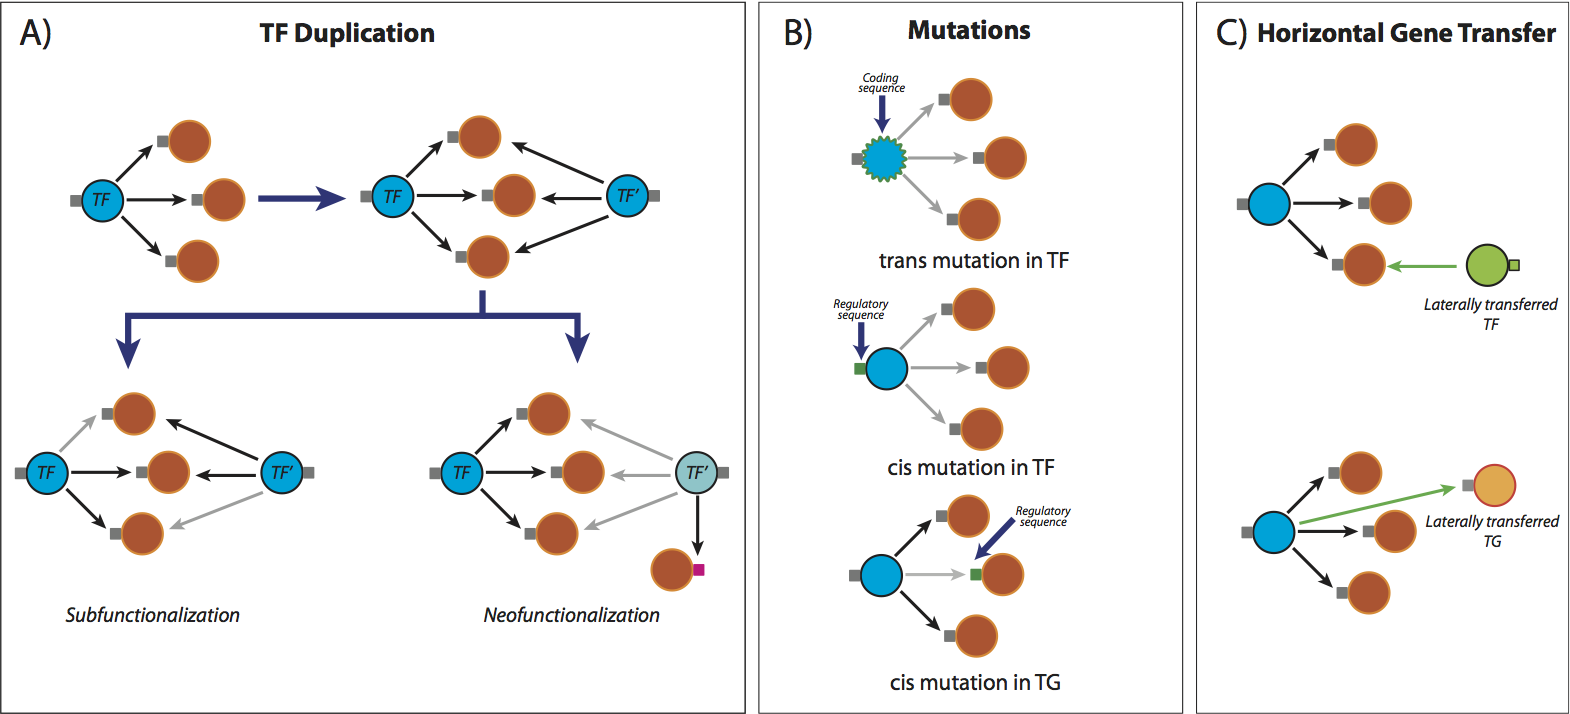 A)
TF Duplication
TF
TF
TF'
TF
TF'
Subfunctionalization
TF
TF'
Neofunctionalization
B)
Mutations
Coding
sequence
trans mutation in TF
Regulatory
sequence
cis mutation in TF
Regulatory
sequence
cis mutation in TG
C)
Horizontal Gene Transfer
Laterally transferred
TF
Laterally transferred
TG